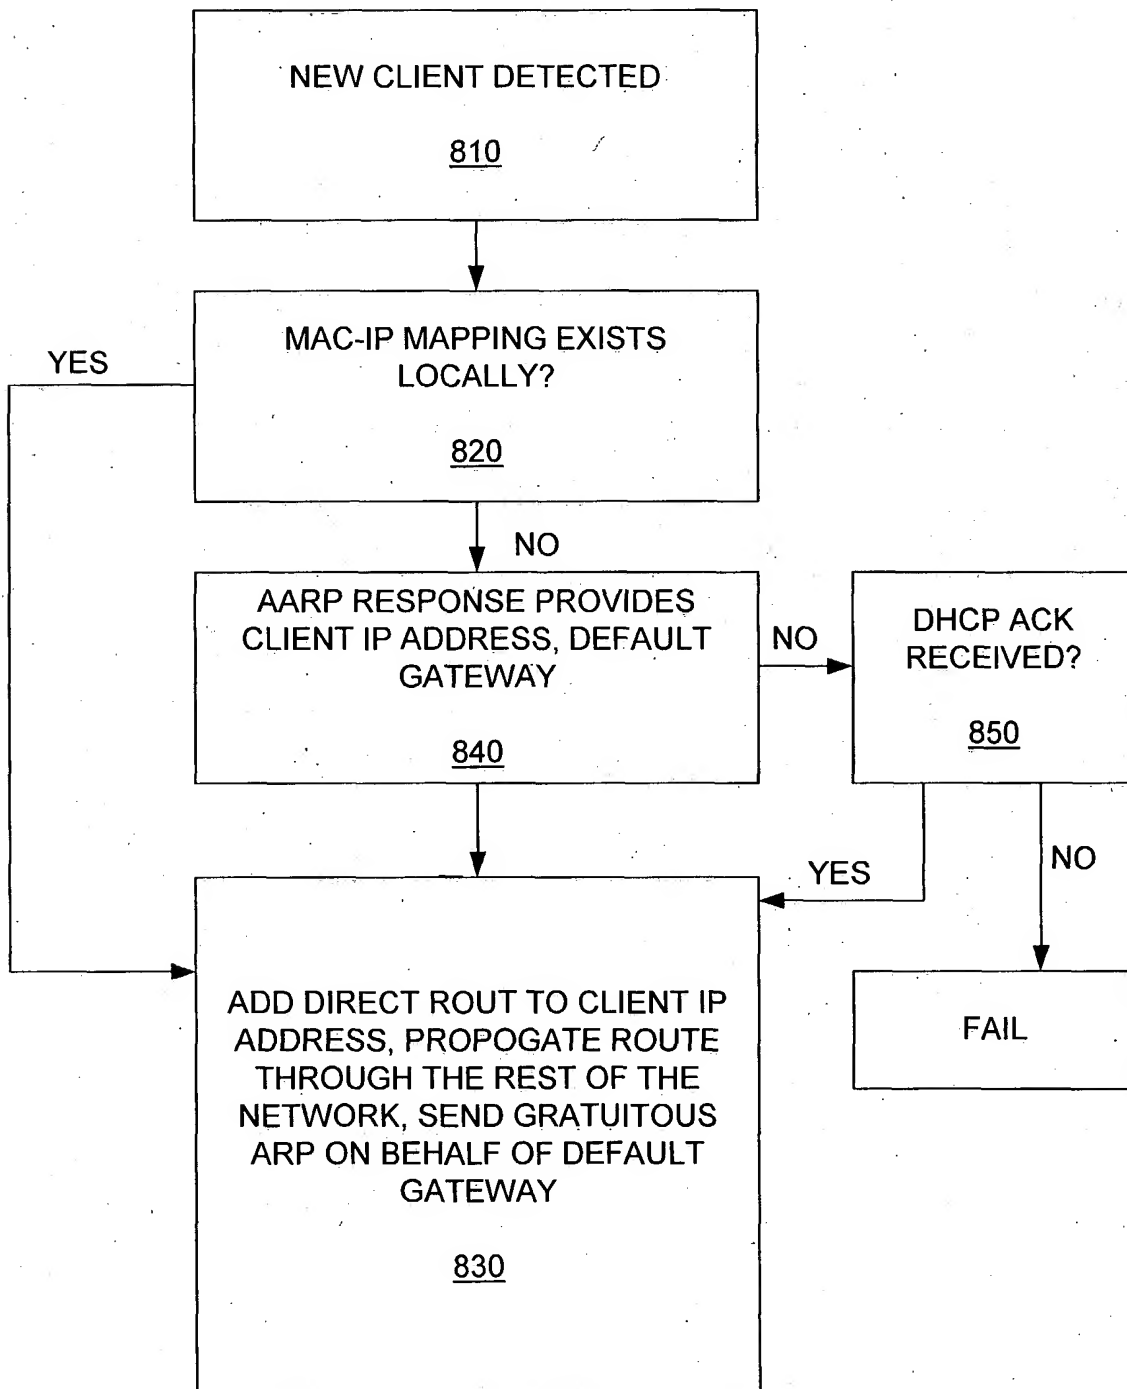 NEW CLIENT DETECTED
810
MAC-IP MAPPING EXISTS
LOCALLY?
820
YES
NO
AARP RESPONSE PROVIDES
CLIENT IP ADDRESS, DEFAULT
GATEWAY
840
NO
DHCP ACK
RECEIVED?
850
YES
NO
ADD DIRECT ROUT TO CLIENT IP
ADDRESS, PROPOGATE ROUTE
THROUGH THE REST OF THE
NETWORK, SEND GRATUITOUS
ARP ON BEHALF OF DEFAULT
GATEWAY
830
FAIL